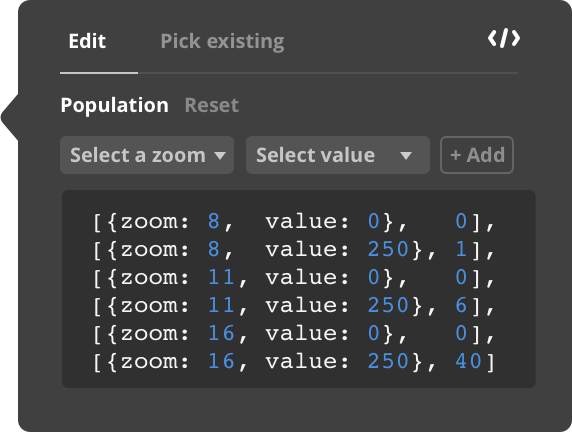 Edit Pick existing </>
Population Reset
Select a zoom Select value + Add
[{zoom: 8, value: 0}, 0],
[{zoom: 8, value: 250}, 1],
[{zoom: 11, value: 0}, 0],
[{zoom: 11, value: 250}, 6],
[{zoom: 16, value: 0}, 0],
[{zoom: 16, value: 250}, 40]